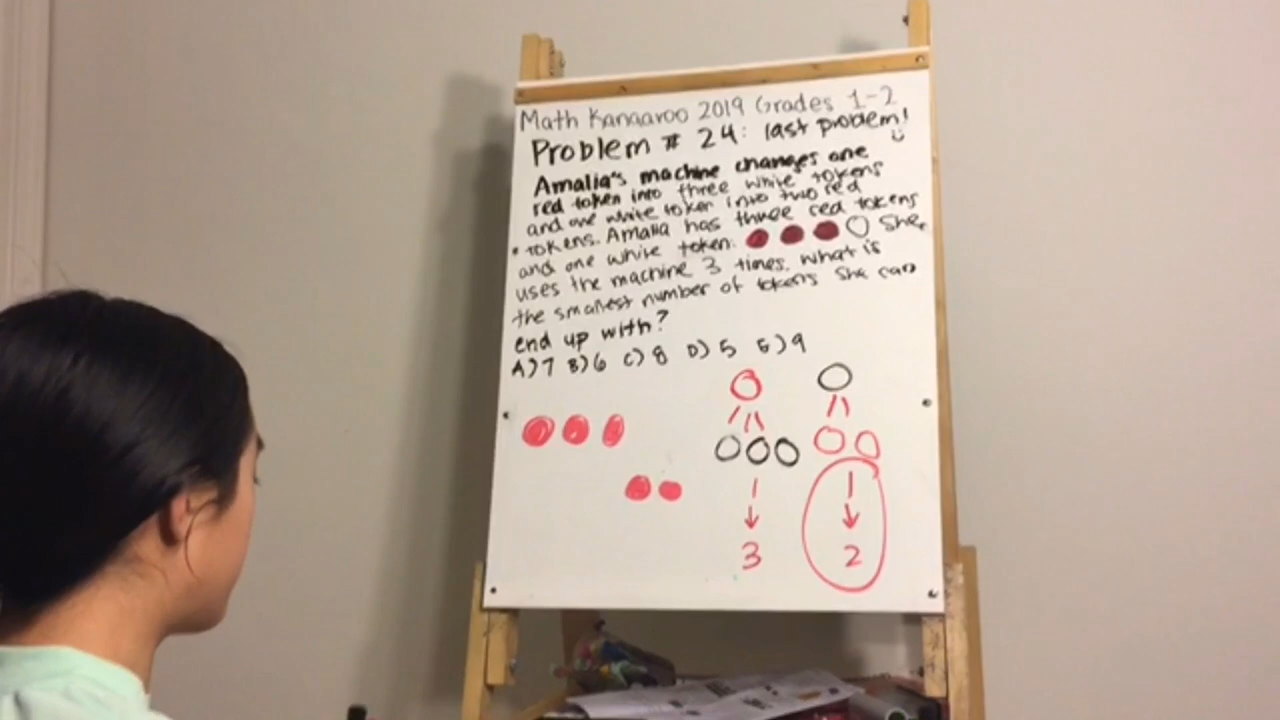 Math Kangaroo 2019 Grades 1-2
Problem # 24: last problem!
Amalia's machine changes one
red token into three white tokens
and one white token into two red
tokens. Amalia has three red tokens
and one white token. She
uses the machine 3 times. What is
the smallest number of tokens she can
end up with?
A) 7 B) 6 C) 8 D) 5 E) 9
3 2